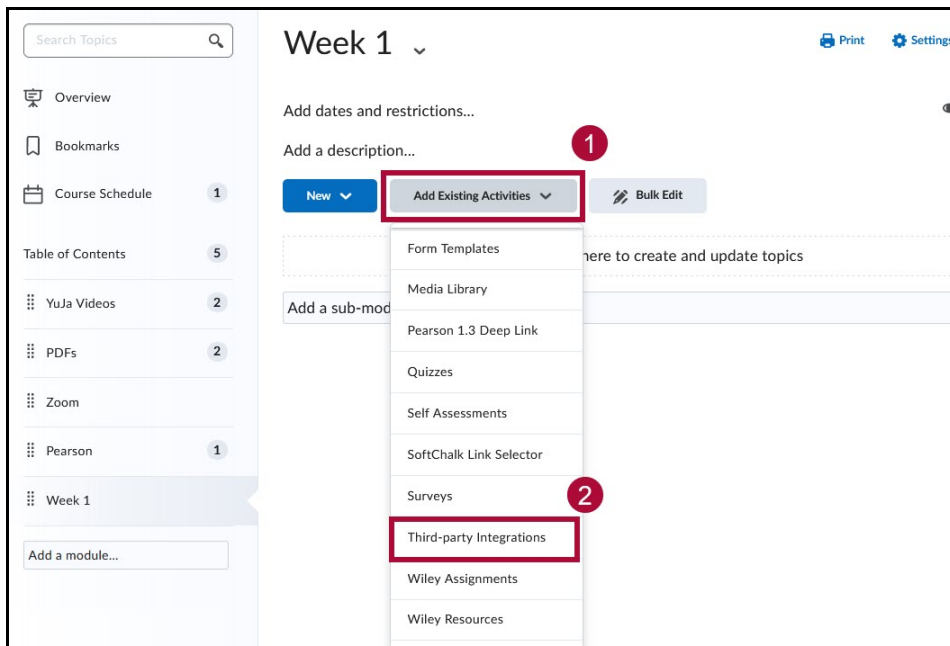 Search Topics
Overview
Bookmarks
Course Schedule 1
Table of Contents 5
YuJa Videos 2
PDFs 2
Zoom
Pearson 1
Week 1
Add a module...
Week 1
Print
Settings
Add dates and restrictions...
Add a description...
1
New
Add Existing Activities
Bulk Edit
here to create and update topics
Add a sub-mod
Form Templates
Media Library
Pearson 1.3 Deep Link
Quizzes
Self Assessments
SoftChalk Link Selector
Surveys
2
Third-party Integrations
Wiley Assignments
Wiley Resources